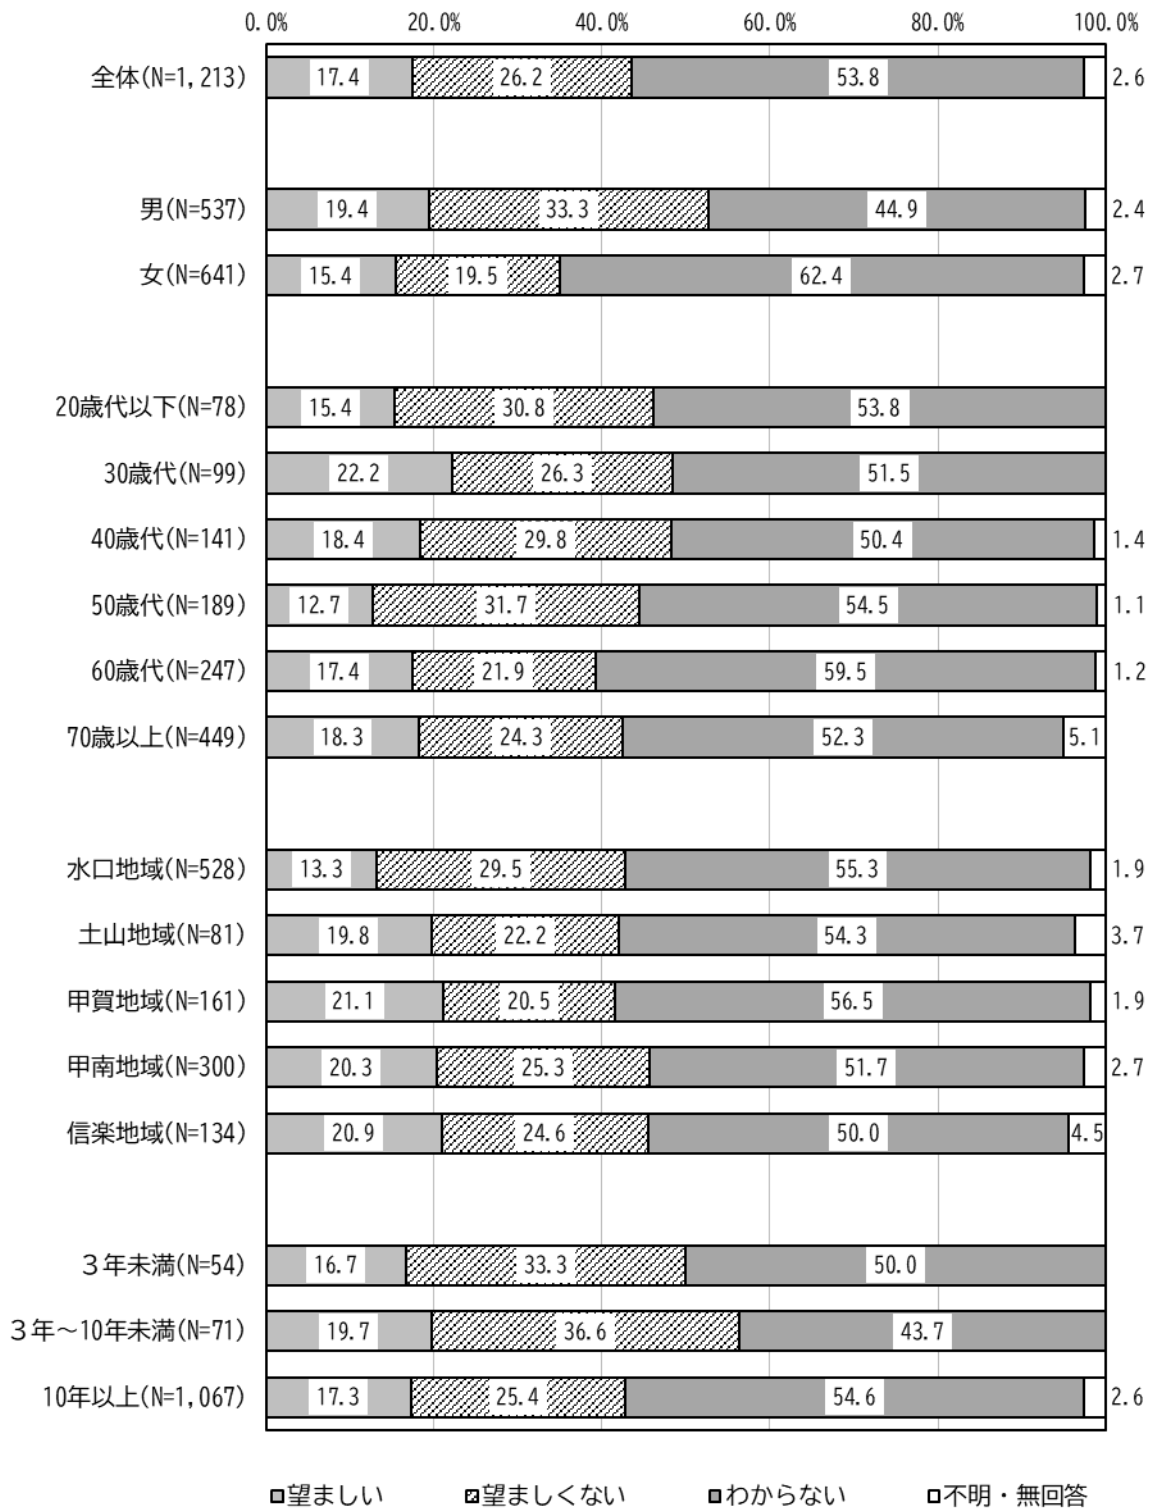 0.0% 20.0% 40.0% 60.0% 80.0% 100.0%
全体(N=1,213) 17.4 26.2 53.8 2.6
男(N=537) 19.4 33.3 44.9 2.4
女(N=641) 15.4 19.5 62.4 2.7
20歳代以下(N=78) 15.4 30.8 53.8
30歳代(N=99) 22.2 26.3 51.5
40歳代(N=141) 18.4 29.8 50.4 1.4
50歳代(N=189) 12.7 31.7 54.5 1.1
60歳代(N=247) 17.4 21.9 59.5 1.2
70歳以上(N=449) 18.3 24.3 52.3 5.1
水口地域(N=528) 13.3 29.5 55.3 1.9
土山地域(N=81) 19.8 22.2 54.3 3.7
甲賀地域(N=161) 21.1 20.5 56.5 1.9
甲南地域(N=300) 20.3 25.3 51.7 2.7
信楽地域(N=134) 20.9 24.6 50.0 4.5
３年未満(N=54) 16.7 33.3 50.0
３年～10年未満(N=71) 19.7 36.6 43.7
10年以上(N=1,067) 17.3 25.4 54.6 2.6
望ましい 望ましくない わからない 不明・無回答